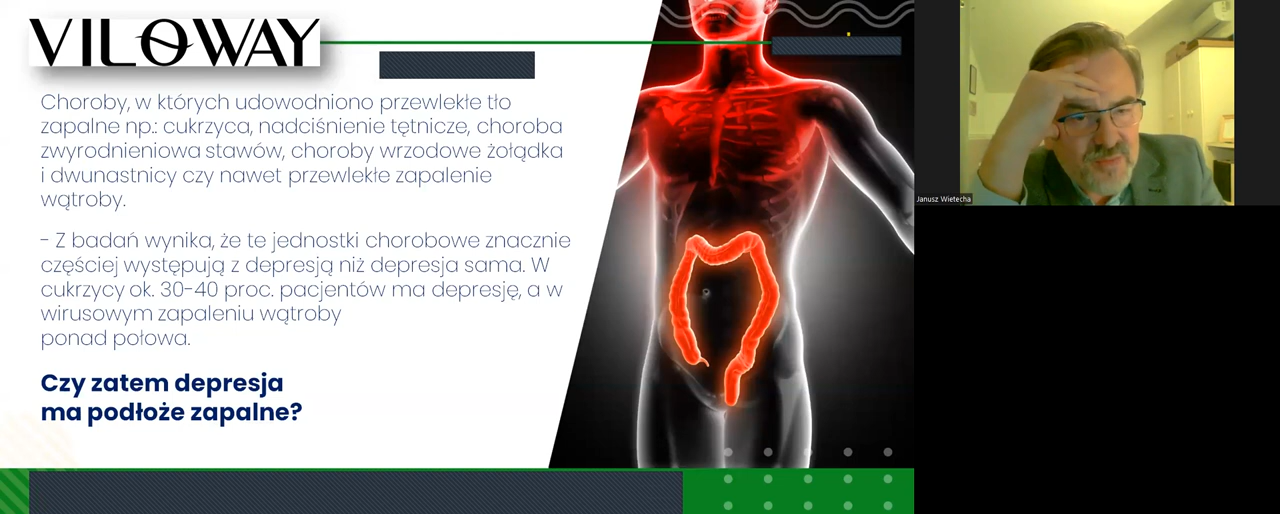 VILOWAY
Choroby, w których udowodniono przewlekłe tło
zapalne np.: cukrzyca, nadciśnienie tętnicze, choroba
zwyrodnieniowa stawów, choroby wrzodowe żołądka
i dwunastnicy czy nawet przewlekłe zapalenie
wątroby.
- Z badań wynika, że te jednostki chorobowe znacznie
częściej występują z depresją niż depresja sama. W
cukrzycy ok. 30-40 proc. pacjentów ma depresję, a w
wirusowym zapaleniu wątroby
ponad połowa.
Czy zatem depresja
ma podłoże zapalne?
Janusz Wietecha